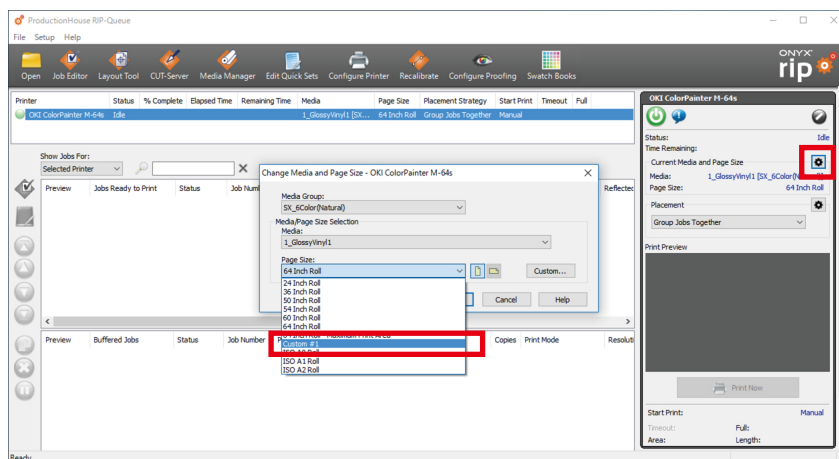 ProductionHouse RIP-Queue
File Setup Help
Open Job Editor Layout Tool CUT-Server Media Manager Edit Quick Sets Configure Printer Recalibrate Configure Proofing Swatch Books
ONYX
rip
Printer Status % Complete Elapsed Time Remaining Time Media Page Size Placement Strategy Start Print Timeout Full
OKI ColorPainter M-64s Idle 1_GlossyVinyl1 [SX... 64 Inch Roll Group Jobs Together Manual
OKI ColorPainter M-64s
Status: Idle
Time Remaining:
Current Media and Page Size
Media: 1_GlossyVinyl1 [SX_6Color
Page Size: 64 Inch Roll
Placement
Group Jobs Together
Print Preview
Print Now
Start Print: Manual
Timeout: Full:
Area: Length:
Show Jobs For:
Selected Printer
Preview Jobs Ready to Print Status Job Num Reflected
Change Media and Page Size - OKI ColorPainter M-64s
Media Group:
SX_6Color(Natural)
Media/Page Size Selection
Media:
1_GlossyVinyl1
Page Size:
64 Inch Roll Custom...
24 Inch Roll
36 Inch Roll
50 Inch Roll
54 Inch Roll
60 Inch Roll
64 Inch Roll
Custom #1
ISO A1 Roll
ISO A2 Roll
Cancel Help
Preview Buffered Jobs Status Job Number Copies Print Mode Resoluti
Ready